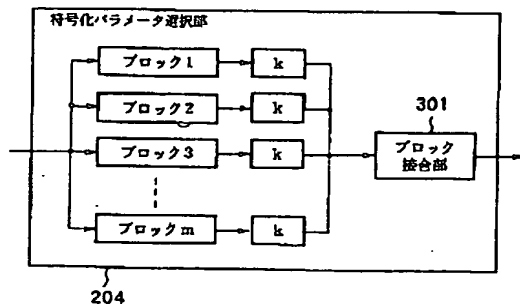 符号化パラメータ選択部
ブロック1
k
ブロック2
k
301
ブロック3
k
ブロック
接合部
ブロックm
k
204